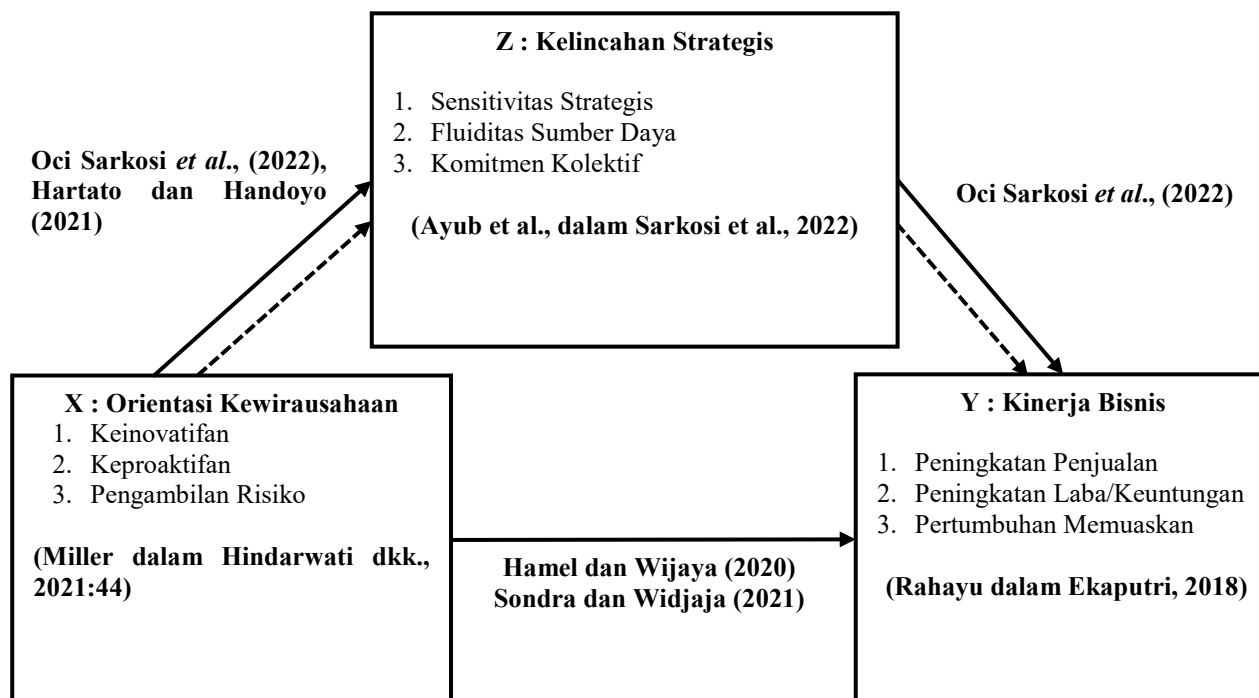 Z : Kelincahan Strategis
1. Sensitivitas Strategis
2. Fluiditas Sumber Daya
3. Komitmen Kolektif
(Ayub et al., dalam Sarkosi et al., 2022)
Oci Sarkosi et al., (2022),
Hartato dan Handoyo
(2021)
Oci Sarkosi et al., (2022)
X : Orientasi Kewirausahaan
1. Keinovatifan
2. Keproaktifan
3. Pengambilan Risiko
(Miller dalam Hindarwati dkk.,
2021:44)
Hamel dan Wijaya (2020)
Sondra dan Widjaja (2021)
Y : Kinerja Bisnis
1. Peningkatan Penjualan
2. Peningkatan Laba/Keuntungan
3. Pertumbuhan Memuaskan
(Rahayu dalam Ekaputri, 2018)